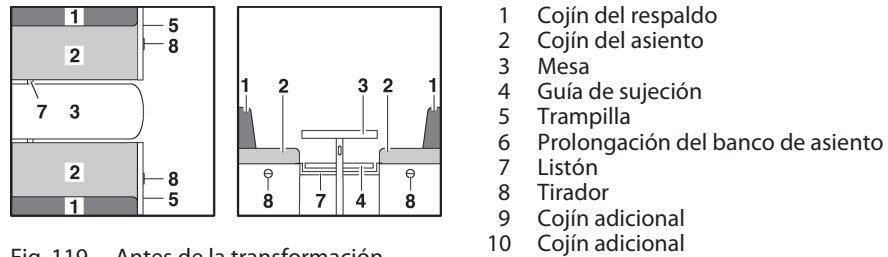 1
5
8
2
7 3
2
8
5
1
1 2 3 2 1
8 7 4 8
1 Cojín del respaldo
2 Cojín del asiento
3 Mesa
4 Guía de sujeción
5 Trampilla
6 Prolongación del banco de asiento
7 Listón
8 Tirador
9 Cojín adicional
10 Cojín adicional
Fig. 119 Antes de la transformación